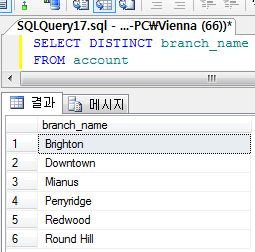 SQLQuery17.sql - ...-PC₩Vienna (66))*
SELECT DISTINCT branch_name
FROM account
결과 메시지
branch_name
1 Brighton
2 Downtown
3 Mianus
4 Perryridge
5 Redwood
6 Round Hill